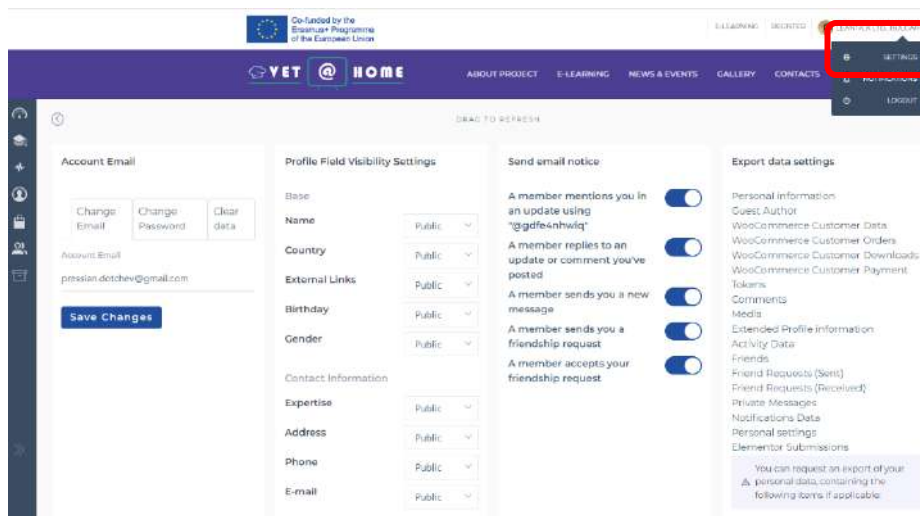 Co-funded by the
Erasmus+ Programme
of the European Union
E-LEARNING
VET @ HOME
ABOUT PROJECT E-LEARNING NEWS & EVENTS GALLERY CONTACTS
SETTINGS
NOTIFICATIONS
LOGOUT
DRAG TO REFRESH
Account Email
Change Email
Change Password
Clear data
Account Email
pressian.dotchev@gmail.com
Save Changes
Profile Field Visibility Settings
Base
Name Public
Country Public
External Links Public
Birthday Public
Gender Public
Contact Information
Expertise Public
Address Public
Phone Public
E-mail Public
Send email notice
A member mentions you in
an update using
"@gdfe4nhwiq"
A member replies to an
update or comment you've
posted
A member sends you a new
message
A member sends you a
friendship request
A member accepts your
friendship request
Export data settings
Personal information
Guest Author
WooCommerce Customer Data
WooCommerce Customer Orders
WooCommerce Customer Downloads
WooCommerce Customer Payment
Tokens
Comments
Media
Extended Profile information
Activity Data
Friends
Friend Requests (Sent)
Friend Requests (Received)
Private Messages
Notifications Data
Personal settings
Elementor Submissions
You can request an export of your
personal data, containing the
following items if applicable: